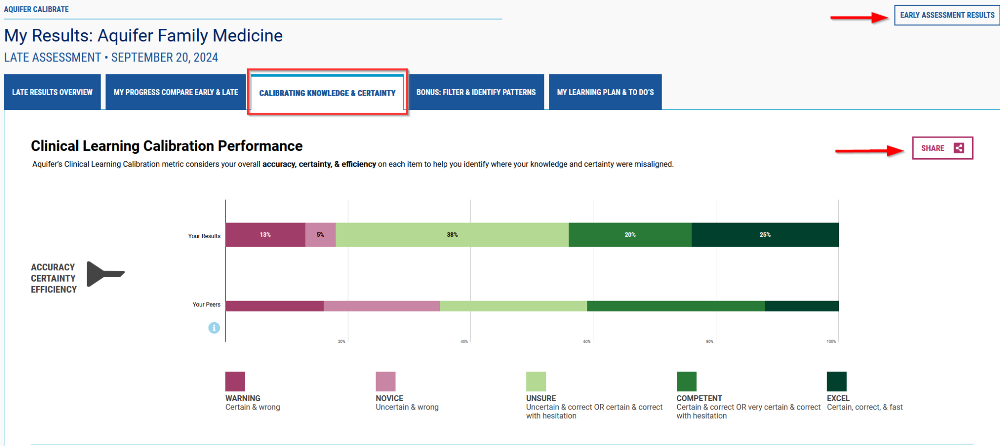 AQUIFER CALIBRATE
EARLY ASSESSMENT RESULTS
My Results: Aquifer Family Medicine
LATE ASSESSMENT • SEPTEMBER 20, 2024
LATE RESULTS OVERVIEW
MY PROGRESS COMPARE EARLY & LATE
CALIBRATING KNOWLEDGE & CERTAINTY
BONUS: FILTER & IDENTIFY PATTERNS
MY LEARNING PLAN & TO DO'S
Clinical Learning Calibration Performance
SHARE
Aquifer's Clinical Learning Calibration metric considers your overall accuracy, certainty, & efficiency on each item to help you identify where your knowledge and certainty were misaligned.
Your Results
13%
5%
38%
20%
25%
ACCURACY
CERTAINTY
EFFICIENCY
Your Peers
i
20%
40%
60%
80%
100%
WARNING
Certain & wrong
NOVICE
Uncertain & wrong
UNSURE
Uncertain & correct OR certain & correct
with hesitation
COMPETENT
Certain & correct OR very certain & correct
with hesitation
EXCEL
Certain, correct, & fast